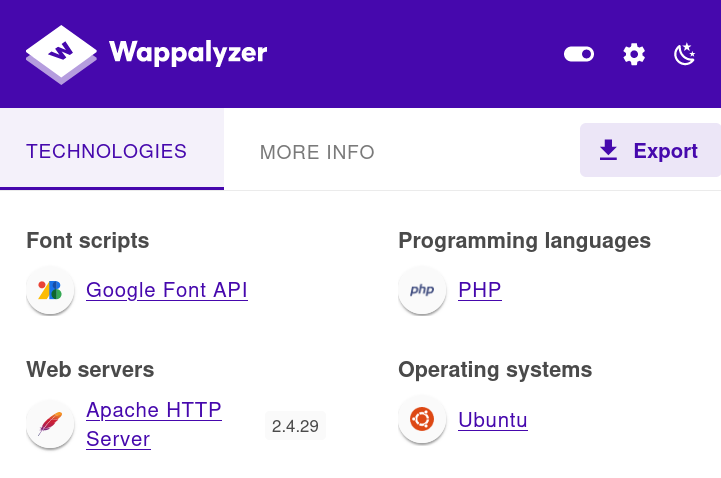 Wappalyzer
TECHNOLOGIES
MORE INFO
Export
Font scripts
Google Font API
Programming languages
php
PHP
Web servers
Apache HTTP
Server
2.4.29
Operating systems
Ubuntu